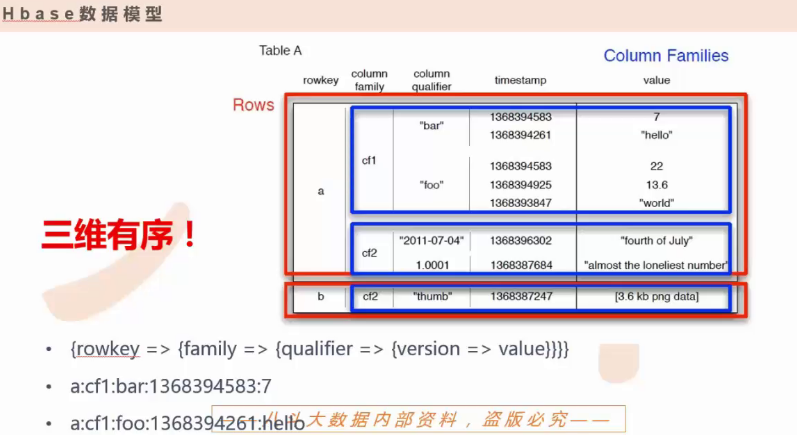 Hbase数据模型
Table A
Column Families
rowkey column family column qualifier timestamp value
Rows
a cf1 "bar" 1368394583 7
1368394261 "hello"
"foo" 1368394583 22
1368394925 13.6
1368393847 "world"
三维有序！
cf2 "2011-07-04" 1368396302 "fourth of July"
1.0001 1368387684 "almost the loneliest number"
b cf2 "thumb" 1368387247 [3.6 kb png data]
• {rowkey => {family => {qualifier => {version => value}}}}
• a:cf1:bar:1368394583:7
• a:cf1:foo:1368394261:hello
斗大数据内部资料，盗版必究——